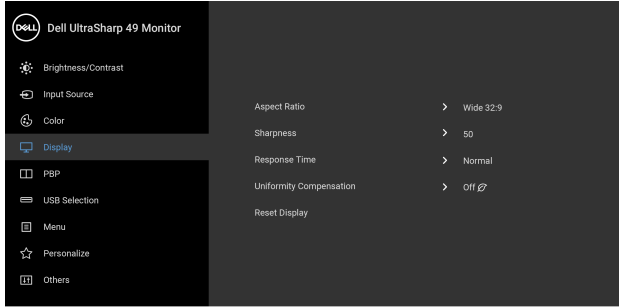 DELL
Dell UltraSharp 49 Monitor
Brightness/Contrast
Input Source
Color
Display
PBP
USB Selection
Menu
Personalize
Others
Aspect Ratio > Wide 32:9
Sharpness > 50
Response Time > Normal
Uniformity Compensation > Off
Reset Display